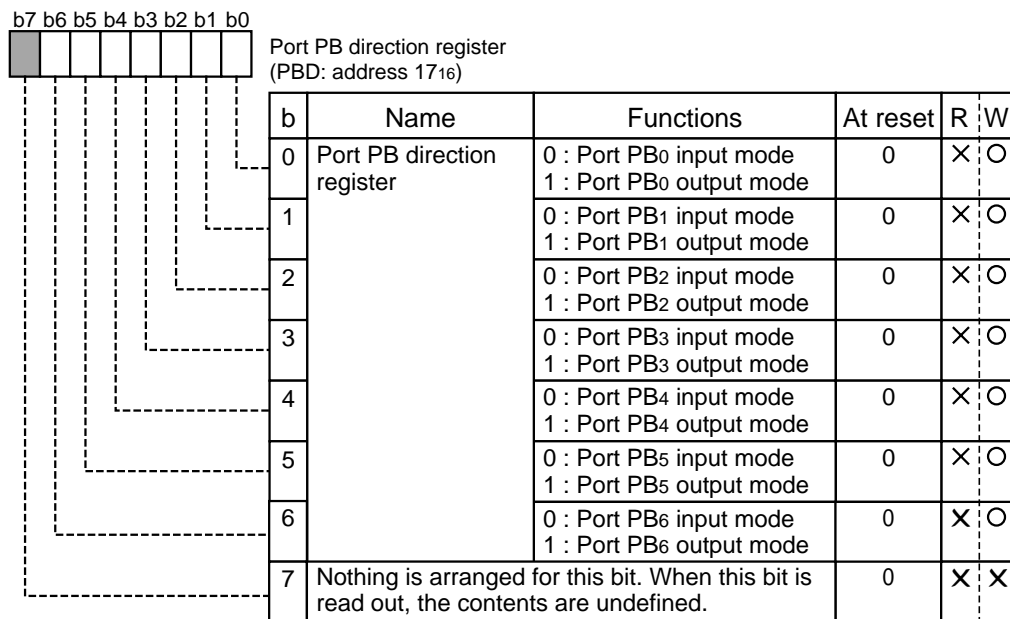 b7 b6 b5 b4 b3 b2 b1 b0
Port PB direction register
(PBD: address 1716)
b Name Functions At reset R W
0 Port PB direction register 0 : Port PB0 input mode 0 × ○
1 : Port PB0 output mode
1 0 : Port PB1 input mode 0 × ○
1 : Port PB1 output mode
2 0 : Port PB2 input mode 0 × ○
1 : Port PB2 output mode
3 0 : Port PB3 input mode 0 × ○
1 : Port PB3 output mode
4 0 : Port PB4 input mode 0 × ○
1 : Port PB4 output mode
5 0 : Port PB5 input mode 0 × ○
1 : Port PB5 output mode
6 0 : Port PB6 input mode 0 × ○
1 : Port PB6 output mode
7 Nothing is arranged for this bit. When this bit is 0 × ×
read out, the contents are undefined.